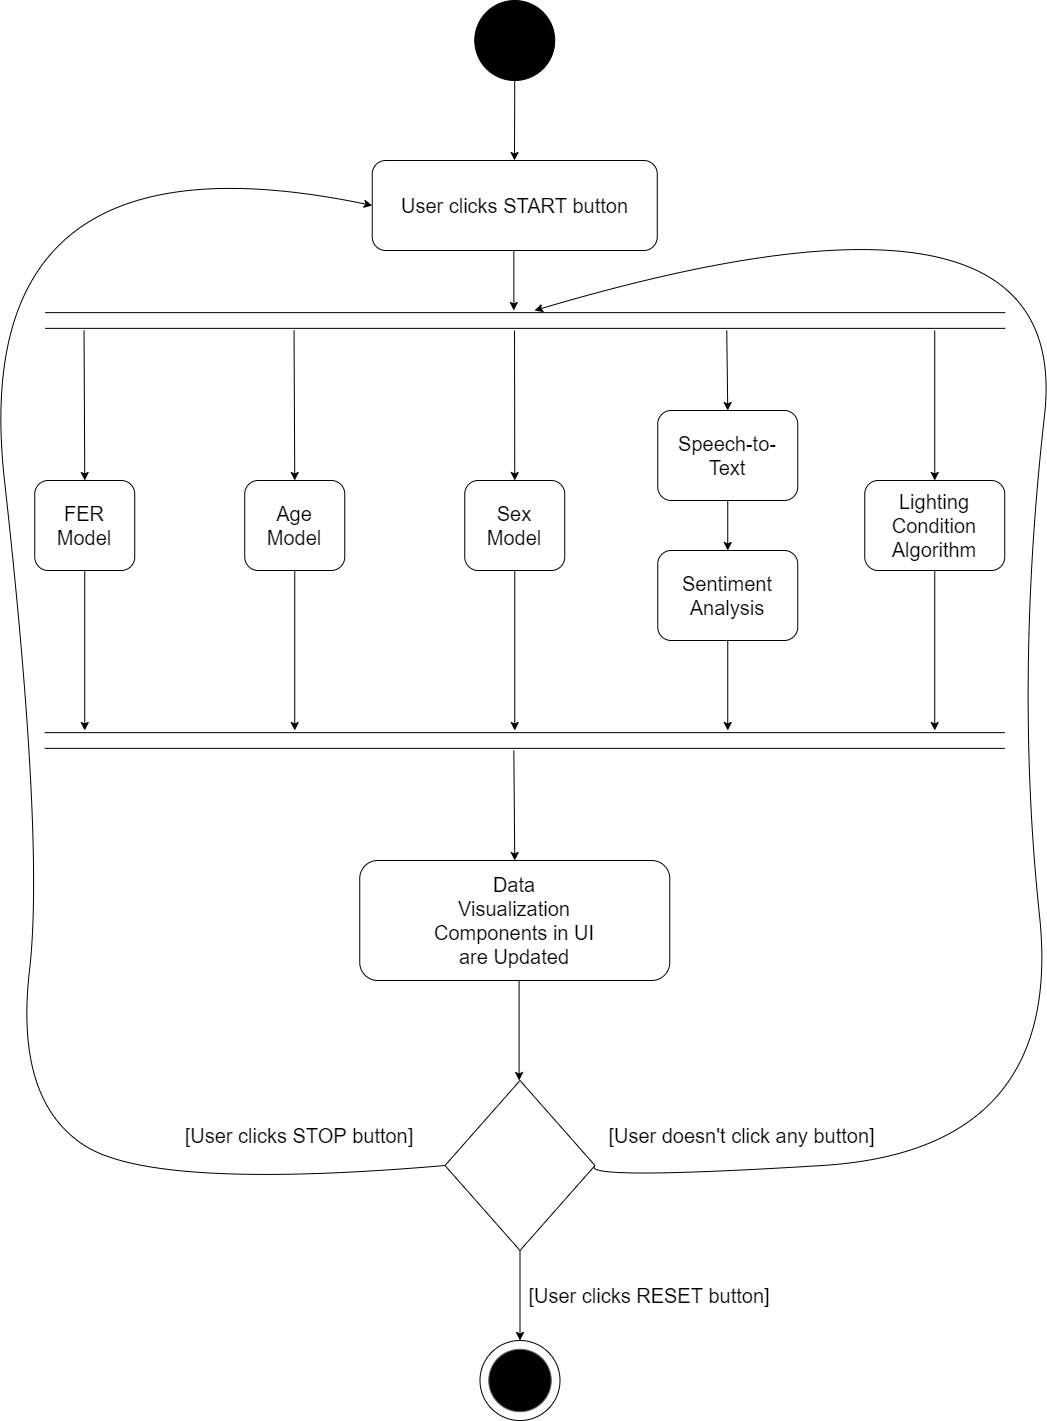 User clicks START button
FER
Model
Age
Model
Sex
Model
Speech-to-
Text
Sentiment
Analysis
Lighting
Condition
Algorithm
Data
Visualization
Components in UI
are Updated
[User clicks STOP button]
[User doesn't click any button]
[User clicks RESET button]